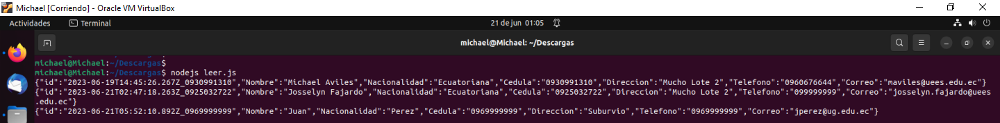 Michael [Corriendo] - Oracle VM VirtualBox
Actividades Terminal 21 de jun 01:05
michael@Michael: ~/Descargas
michael@Michael:~/Descargas$
michael@Michael:~/Descargas$ nodejs leer.js
{"id":"2023-06-19T14:45:26.267Z_0930991310","Nombre":"Michael Aviles","Nacionalidad":"Ecuatoriana","Cedula":"0930991310","Direccion":"Mucho Lote 2","Telefono":"0960676644","Correo":"maviles@uees.edu.ec"}
{"id":"2023-06-21T02:47:18.263Z_0925032722","Nombre":"Josselyn Fajardo","Nacionalidad":"Ecuatoriana","Cedula":"0925032722","Direccion":"Mucho Lote 2","Telefono":"099999999","Correo":"josselyn.fajardo@uees
.edu.ec"}
{"id":"2023-06-21T05:52:10.892Z_0969999999","Nombre":"Juan","Nacionalidad":"Perez","Cedula":"0969999999","Direccion":"Suburvio","Telefono":"0969999999","Correo":"jperez@ug.edu.ec"}